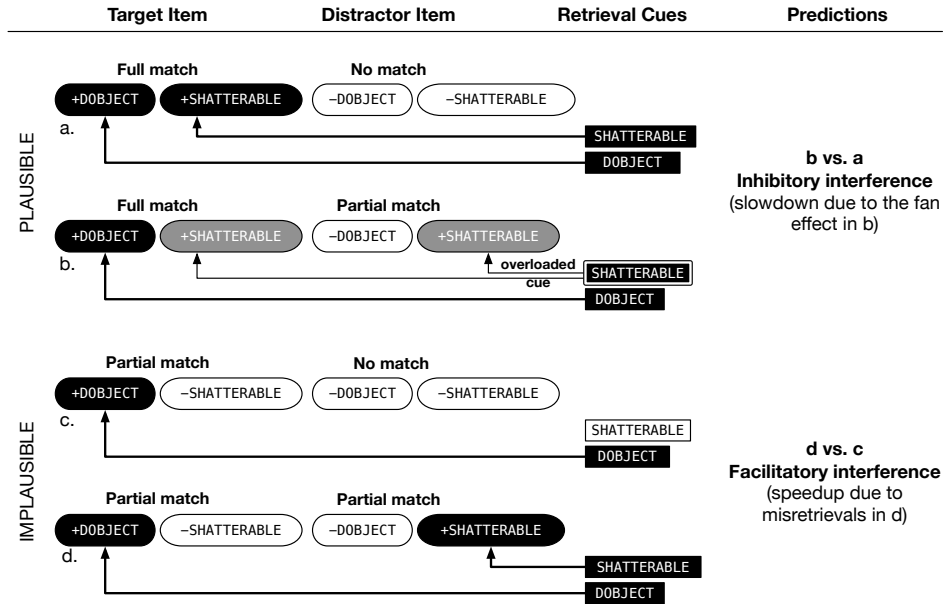 Target Item Distractor Item Retrieval Cues Predictions
PLAUSIBLE
Full match No match
+DOBJECT +SHATTERABLE −DOBJECT −SHATTERABLE
a.
SHATTERABLE
DOBJECT
Full match Partial match
+DOBJECT +SHATTERABLE −DOBJECT +SHATTERABLE
b.
overloaded
cue
SHATTERABLE
DOBJECT
b vs. a
Inhibitory interference
(slowdown due to the fan
effect in b)
IMPLAUSIBLE
Partial match No match
+DOBJECT −SHATTERABLE −DOBJECT −SHATTERABLE
c.
SHATTERABLE
DOBJECT
Partial match Partial match
+DOBJECT −SHATTERABLE −DOBJECT +SHATTERABLE
d.
SHATTERABLE
DOBJECT
d vs. c
Facilitatory interference
(speedup due to
misretrievals in d)